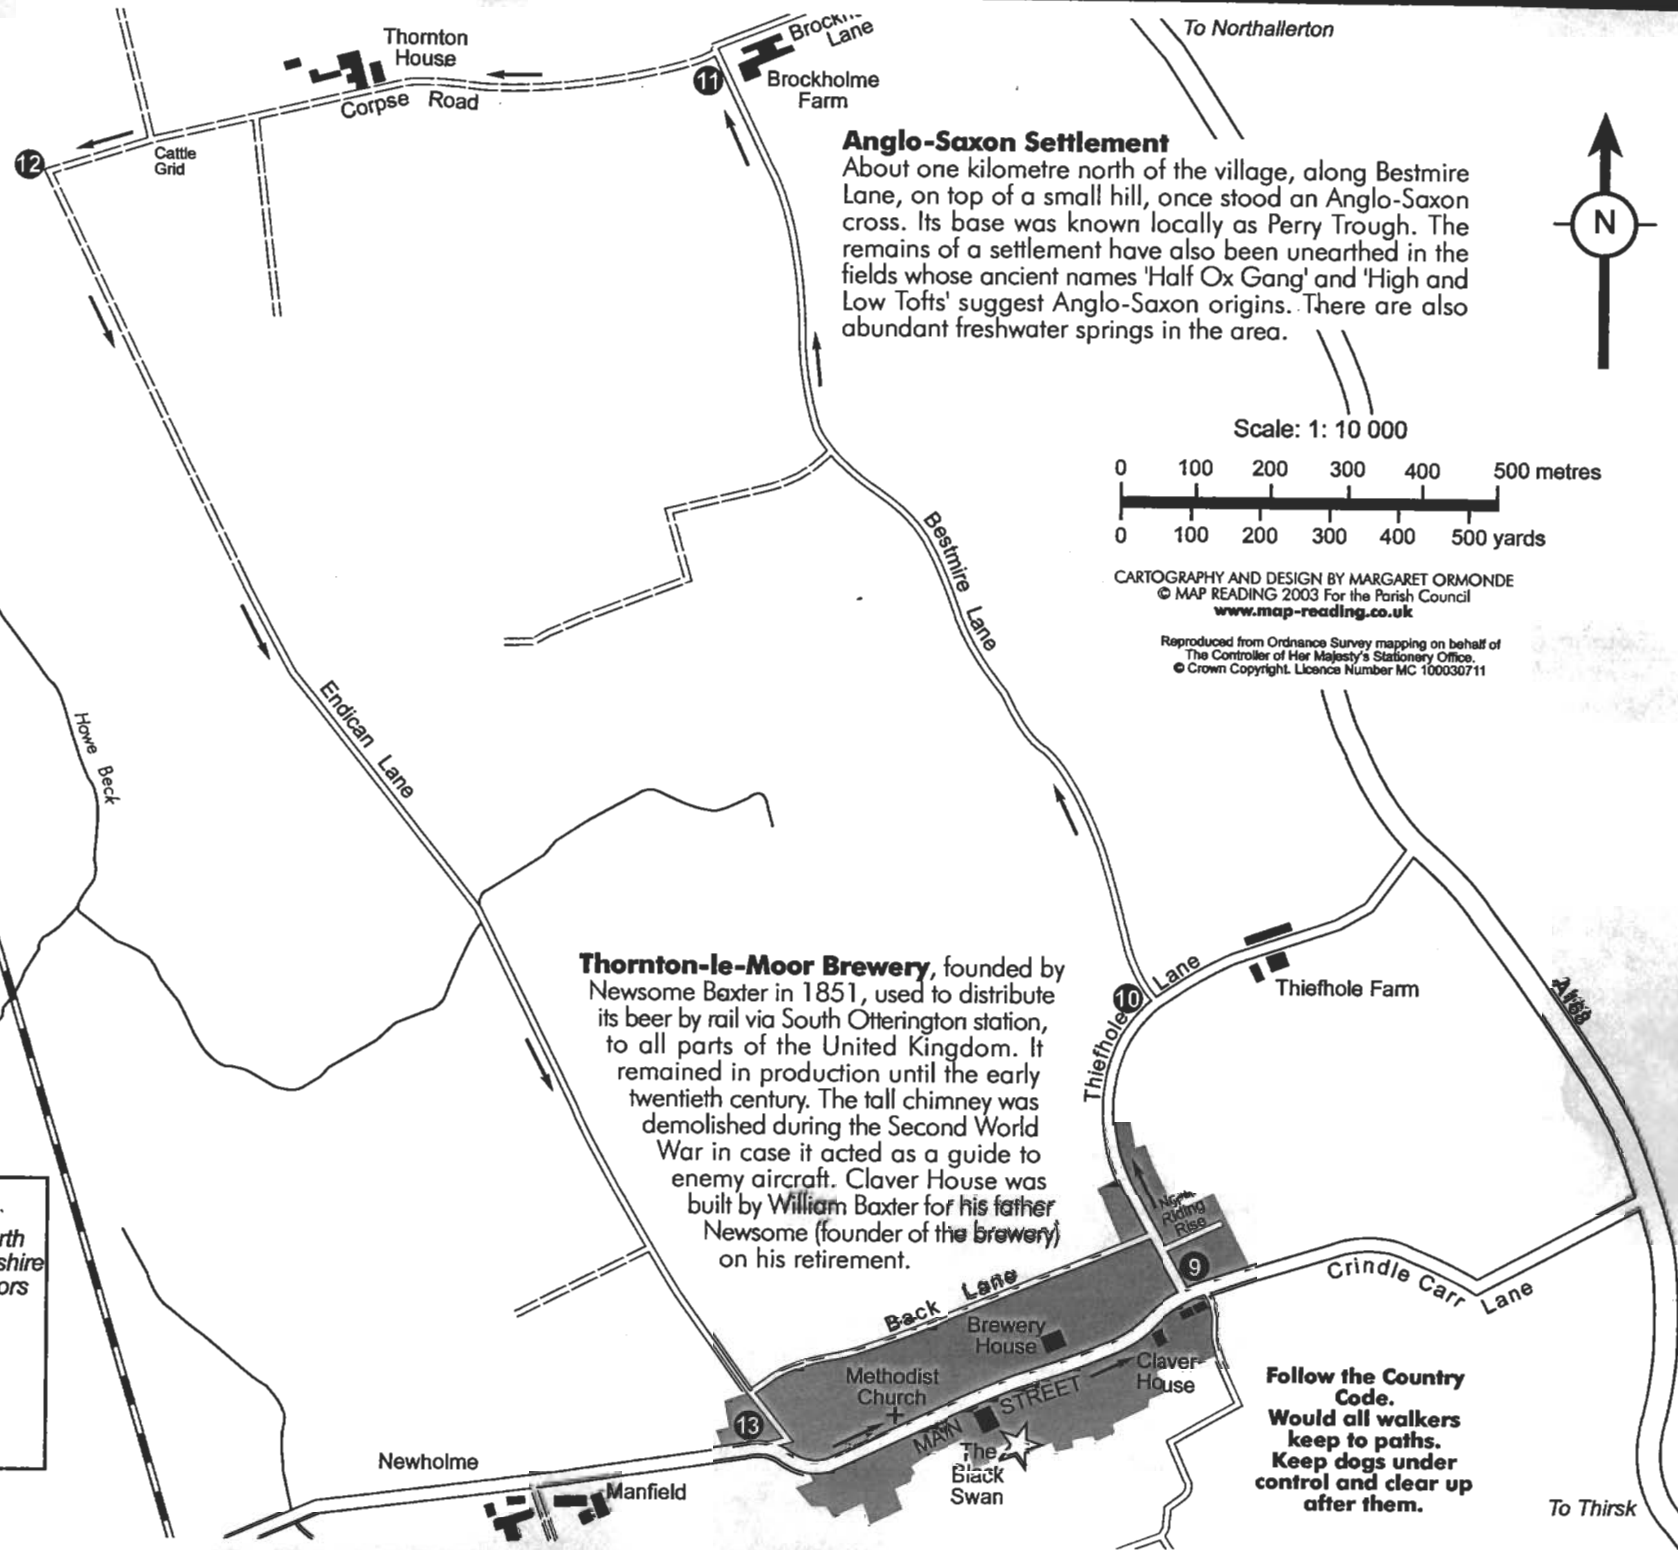 Thornton
House
Lane
Brockholme
Farm
11
Corpse Road
Cattle
Grid
12
To Northallerton
Anglo-Saxon Settlement
About one kilometre north of the village, along Bestmire
Lane, on top of a small hill, once stood an Anglo-Saxon
cross. Its base was known locally as Perry Trough. The
remains of a settlement have also been unearthed in the
fields whose ancient names 'Half Ox Gang' and 'High and
Low Tofts' suggest Anglo-Saxon origins. There are also
abundant freshwater springs in the area.
N
Scale: 1: 10 000
0 100 200 300 400 500 metres
0 100 200 300 400 500 yards
CARTOGRAPHY AND DESIGN BY MARGARET ORMONDE
© MAP READING 2003 For the Parish Council
www.map-reading.co.uk
Reproduced from Ordnance Survey mapping on behalf of
The Controller of Her Majesty's Stationery Office.
© Crown Copyright. Licence Number MC 100030711
Bestmire Lane
Endican Lane
Howe Beck
Thornton-le-Moor Brewery, founded by
Newsome Baxter in 1851, used to distribute
its beer by rail via South Otterington station,
to all parts of the United Kingdom. It
remained in production until the early
twentieth century. The tall chimney was
demolished during the Second World
War in case it acted as a guide to
enemy aircraft. Claver House was
built by William Baxter for his father
Newsome (founder of the brewery)
on his retirement.
10
Thiefhole Lane
Thiefhole Farm
A168
Riding
Rise
9
Crindle Carr Lane
Back Lane
Brewery
House
Methodist
Church
Claver
House
MAIN STREET
The
Black
Swan
13
Newholme
Manfield
Follow the Country
Code.
Would all walkers
keep to paths.
Keep dogs under
control and clear up
after them.
To Thirsk